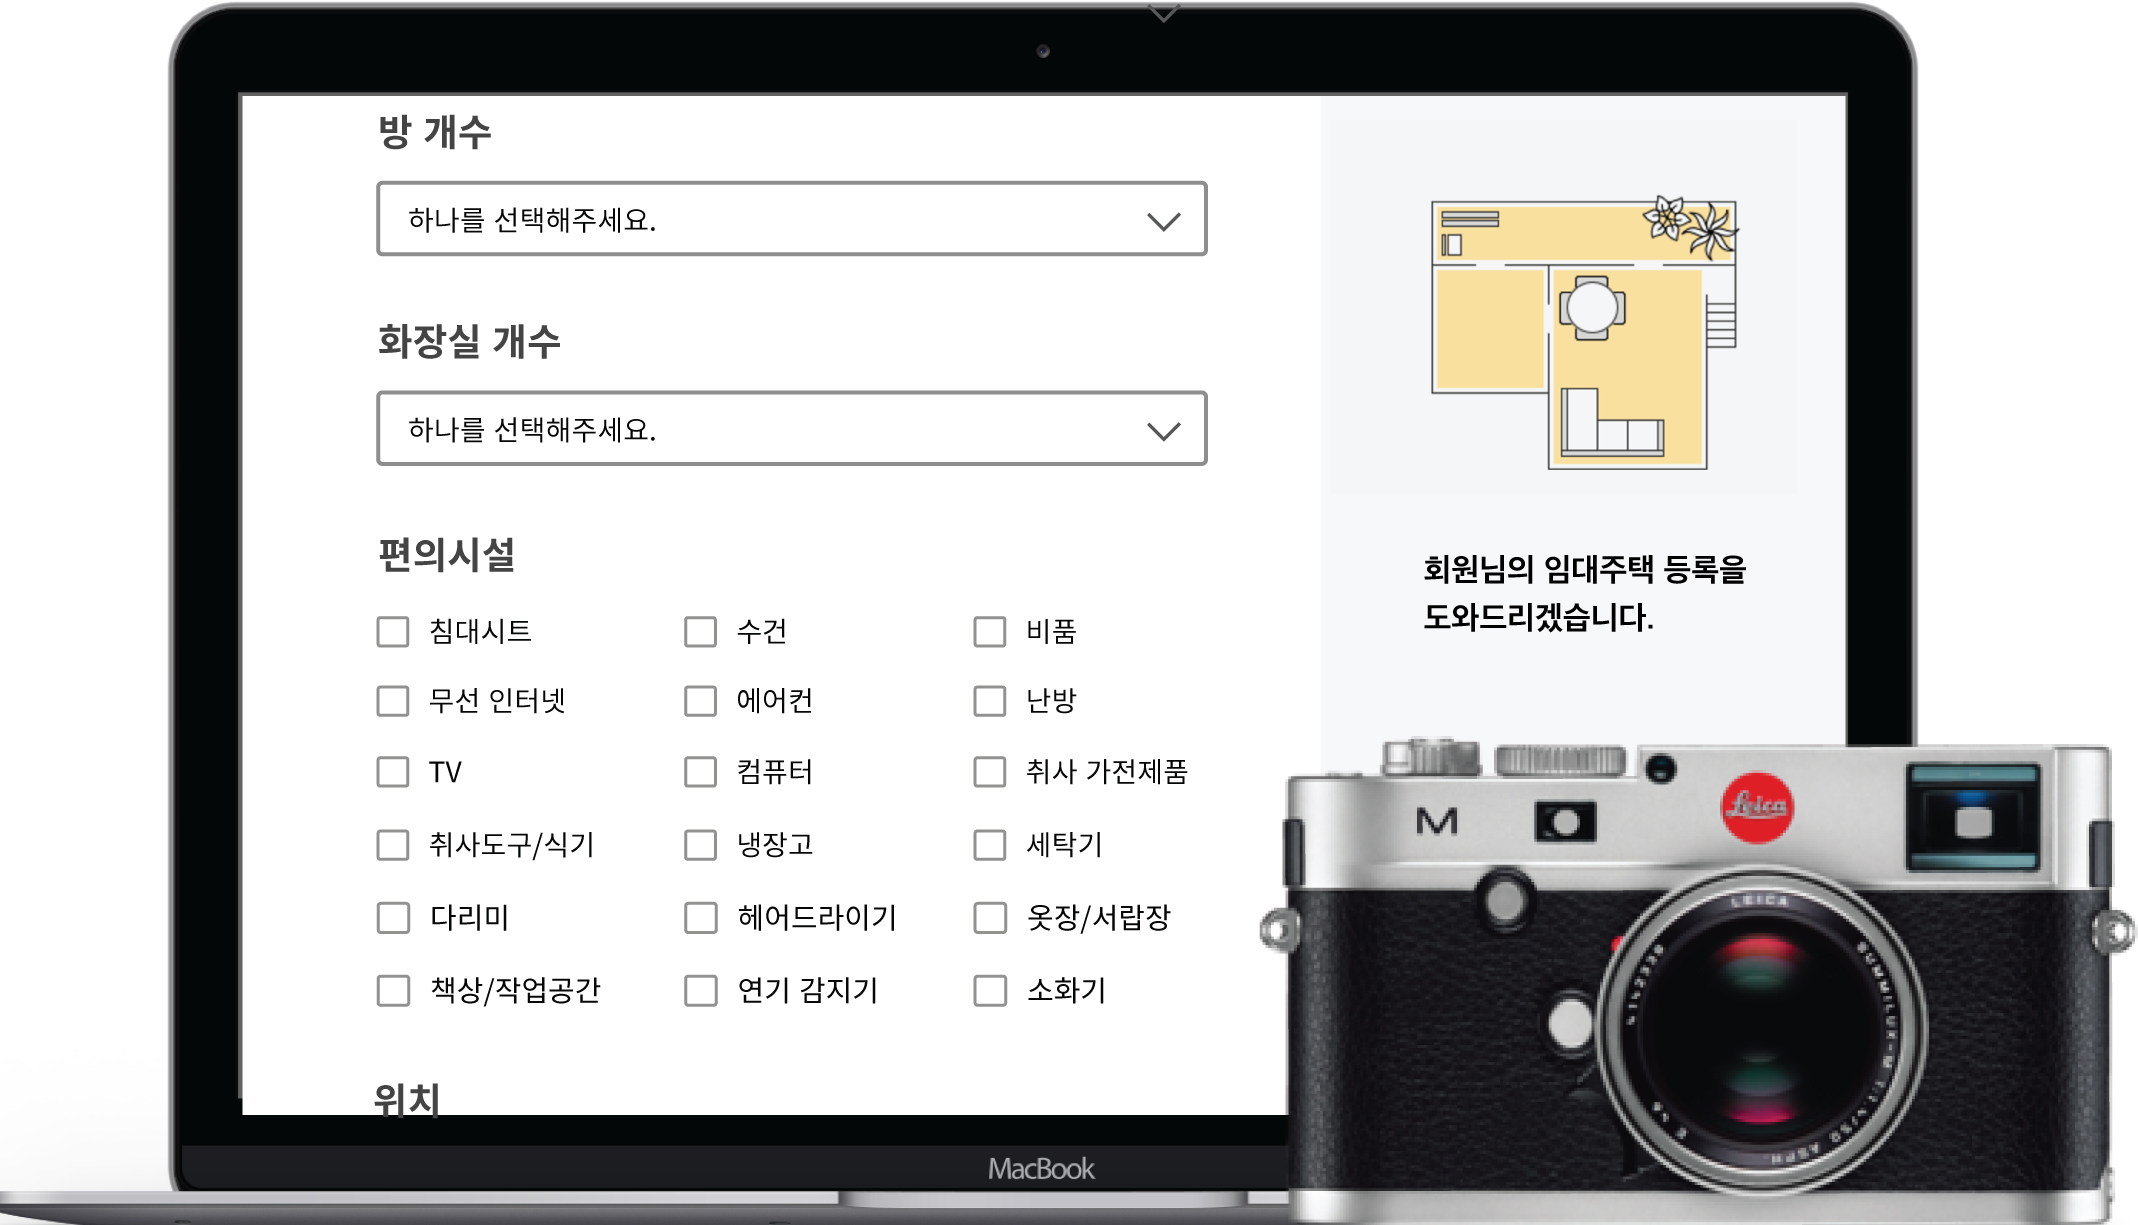 방 개수
하나를 선택해주세요.
화장실 개수
하나를 선택해주세요.
편의시설
침대시트 수건 비품
무선 인터넷 에어컨 난방
TV 컴퓨터 취사 가전제품
취사도구/식기 냉장고 세탁기
다리미 헤어드라이기 옷장/서랍장
책상/작업공간 연기 감지기 소화기
위치
회원님의 임대주택 등록을
도와드리겠습니다.
MacBook
M
Leica
LEICA
SUMMILUX-M 1:1.4/50 ASPH
E 46